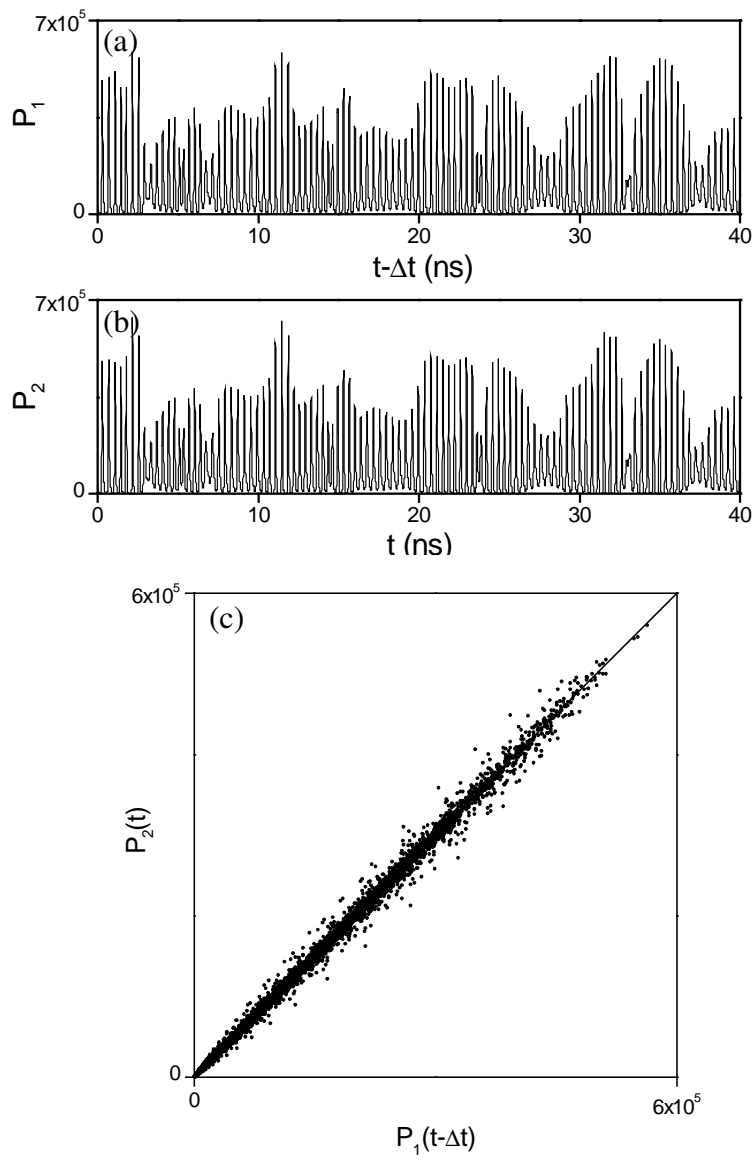 7x10⁵
(a)
P₁
0
0 10 20 30 40
t-Δt (ns)
7x10⁵
(b)
P₂
0
0 10 20 30 40
t (ns)
6x10⁵
(c)
P₂(t)
0
0 6x10⁵
P₁(t-Δt)